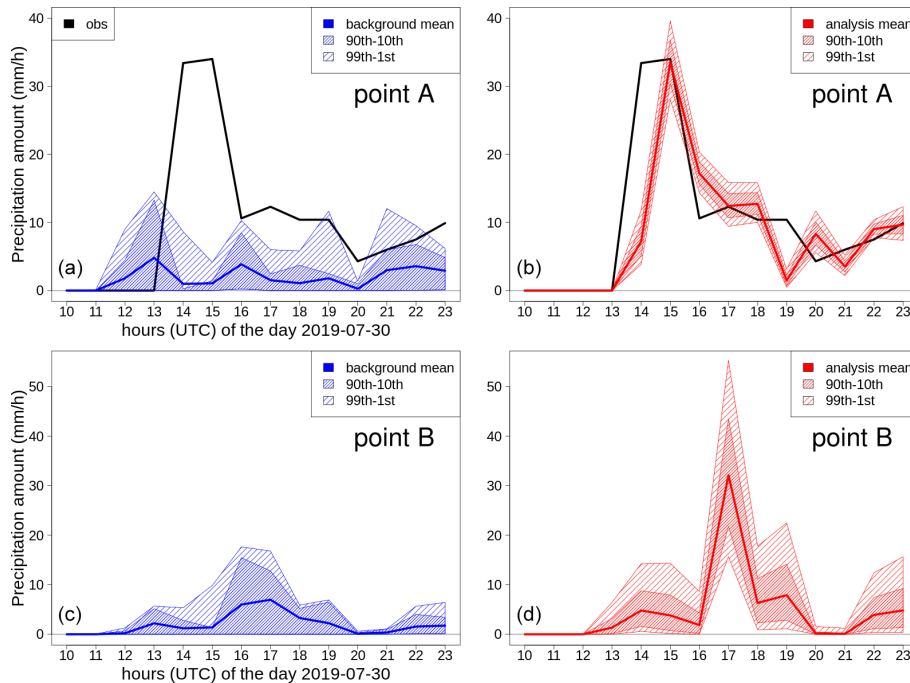 Precipitation amount (mm/h)
40
30
20
10
0
obs
background mean
90th-10th
99th-1st
point A
(a)
10 11 12 13 14 15 16 17 18 19 20 21 22 23
hours (UTC) of the day 2019-07-30
40
30
20
10
0
analysis mean
90th-10th
99th-1st
point A
(b)
10 11 12 13 14 15 16 17 18 19 20 21 22 23
Precipitation amount (mm/h)
50
40
30
20
10
0
background mean
90th-10th
99th-1st
point B
(c)
10 11 12 13 14 15 16 17 18 19 20 21 22 23
hours (UTC) of the day 2019-07-30
50
40
30
20
10
0
analysis mean
90th-10th
99th-1st
point B
(d)
10 11 12 13 14 15 16 17 18 19 20 21 22 23